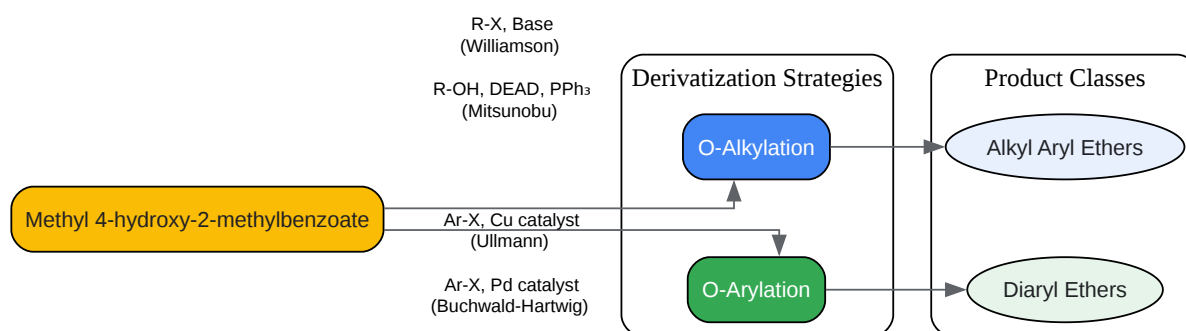 R-X, Base
(Williamson)
R-OH, DEAD, PPh₃
(Mitsunobu)
Derivatization Strategies
Product Classes
O-Alkylation
Alkyl Aryl Ethers
Methyl 4-hydroxy-2-methylbenzoate
Ar-X, Cu catalyst
(Ullmann)
Ar-X, Pd catalyst
(Buchwald-Hartwig)
O-Arylation
Diaryl Ethers